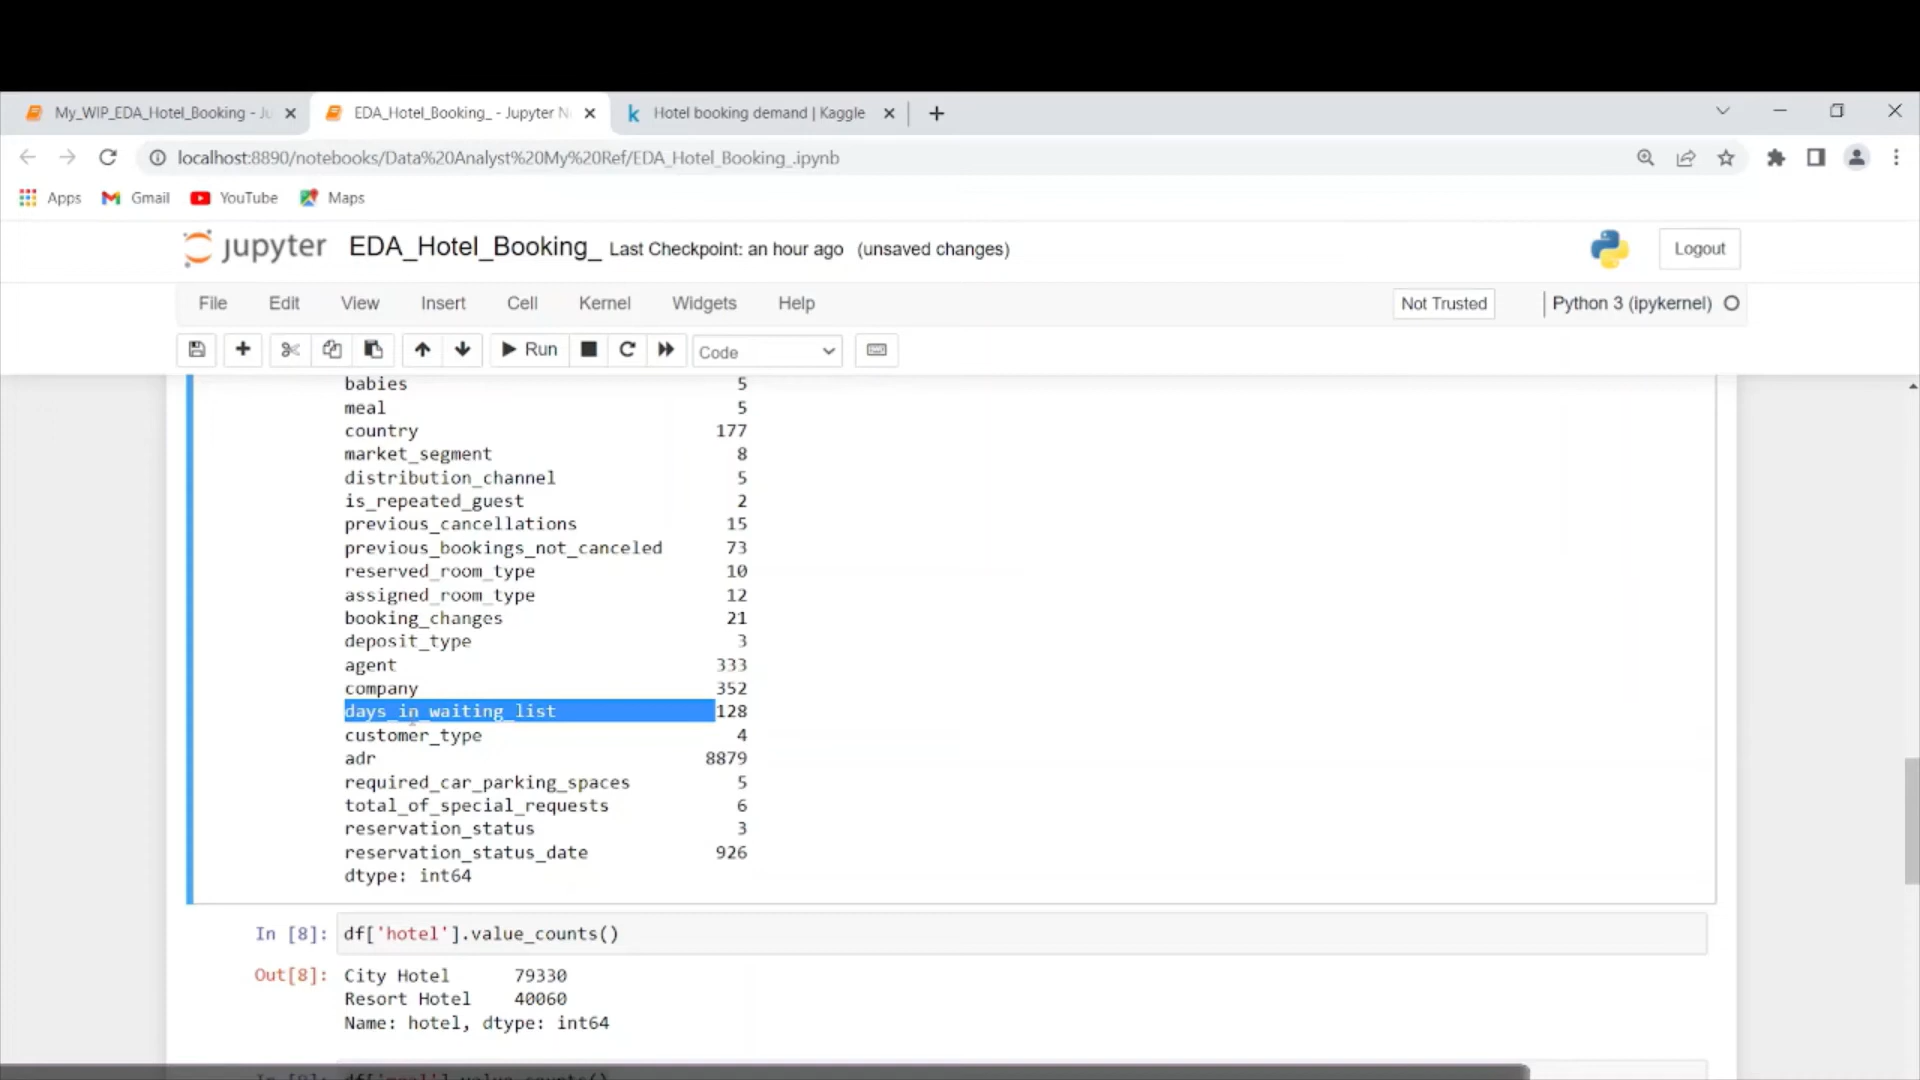 My_WIP_EDA_Hotel_Booking - Ju
EDA_Hotel_Booking_ - Jupyter N
Hotel booking demand | Kaggle
localhost:8890/notebooks/Data%20Analyst%20My%20Ref/EDA_Hotel_Booking_.ipynb
Apps Gmail YouTube Maps
jupyter EDA_Hotel_Booking_ Last Checkpoint: an hour ago (unsaved changes) Logout
File Edit View Insert Cell Kernel Widgets Help Not Trusted Python 3 (ipykernel)
Run Code
babies 5
meal 5
country 177
market_segment 8
distribution_channel 5
is_repeated_guest 2
previous_cancellations 15
previous_bookings_not_canceled 73
reserved_room_type 10
assigned_room_type 12
booking_changes 21
deposit_type 3
agent 333
company 352
days_in_waiting_list 128
customer_type 4
adr 8879
required_car_parking_spaces 5
total_of_special_requests 6
reservation_status 3
reservation_status_date 926
dtype: int64
In [8]: df['hotel'].value_counts()
Out[8]: City Hotel 79330
Resort Hotel 40060
Name: hotel, dtype: int64